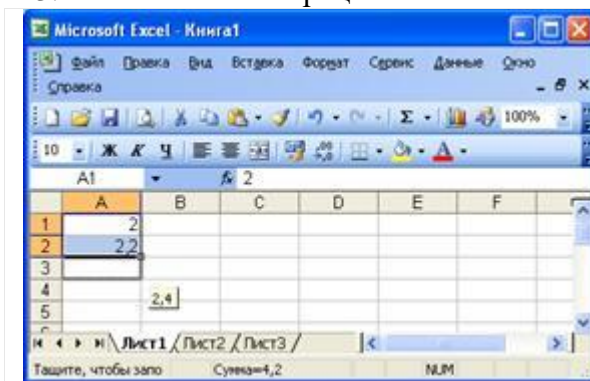 Microsoft Excel - Книга1
Файл Правка Вид Вставка Формат Сервис Данные Окно
Справка
100%
10 Ж К Ч
A1 fx 2
A B C D E F
1 2
2 2,2
3
4
2,4
5
Лист1 Лист2 Лист3
Тащите, чтобы запо Сумма=4,2 NUM